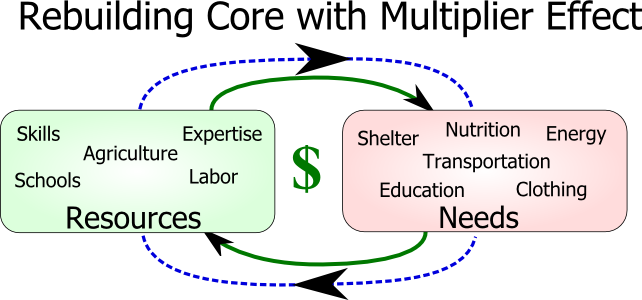 Rebuilding Core with Multiplier Effect
Skills
Expertise
Agriculture
Schools
Labor
Resources
$
Shelter
Nutrition
Energy
Transportation
Education
Clothing
Needs